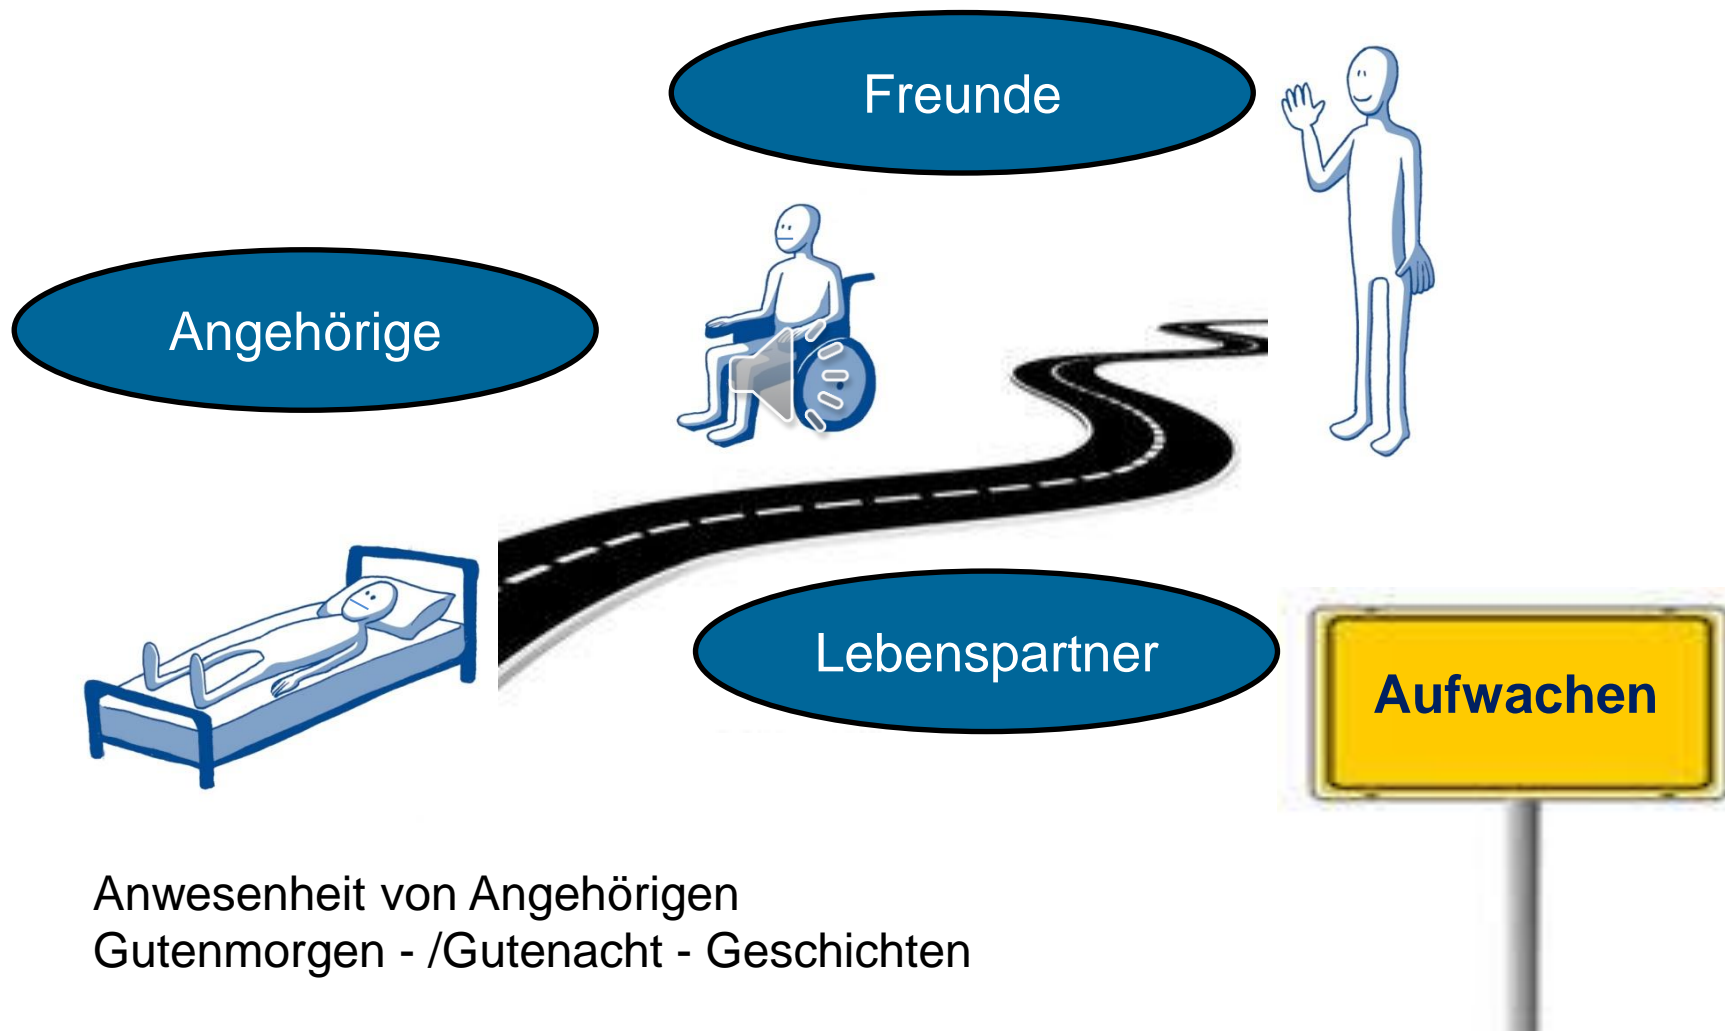 Freunde
Angehörige
Lebenspartner
Aufwachen
Anwesenheit von Angehörigen
Gutenmorgen - /Gutenacht - Geschichten